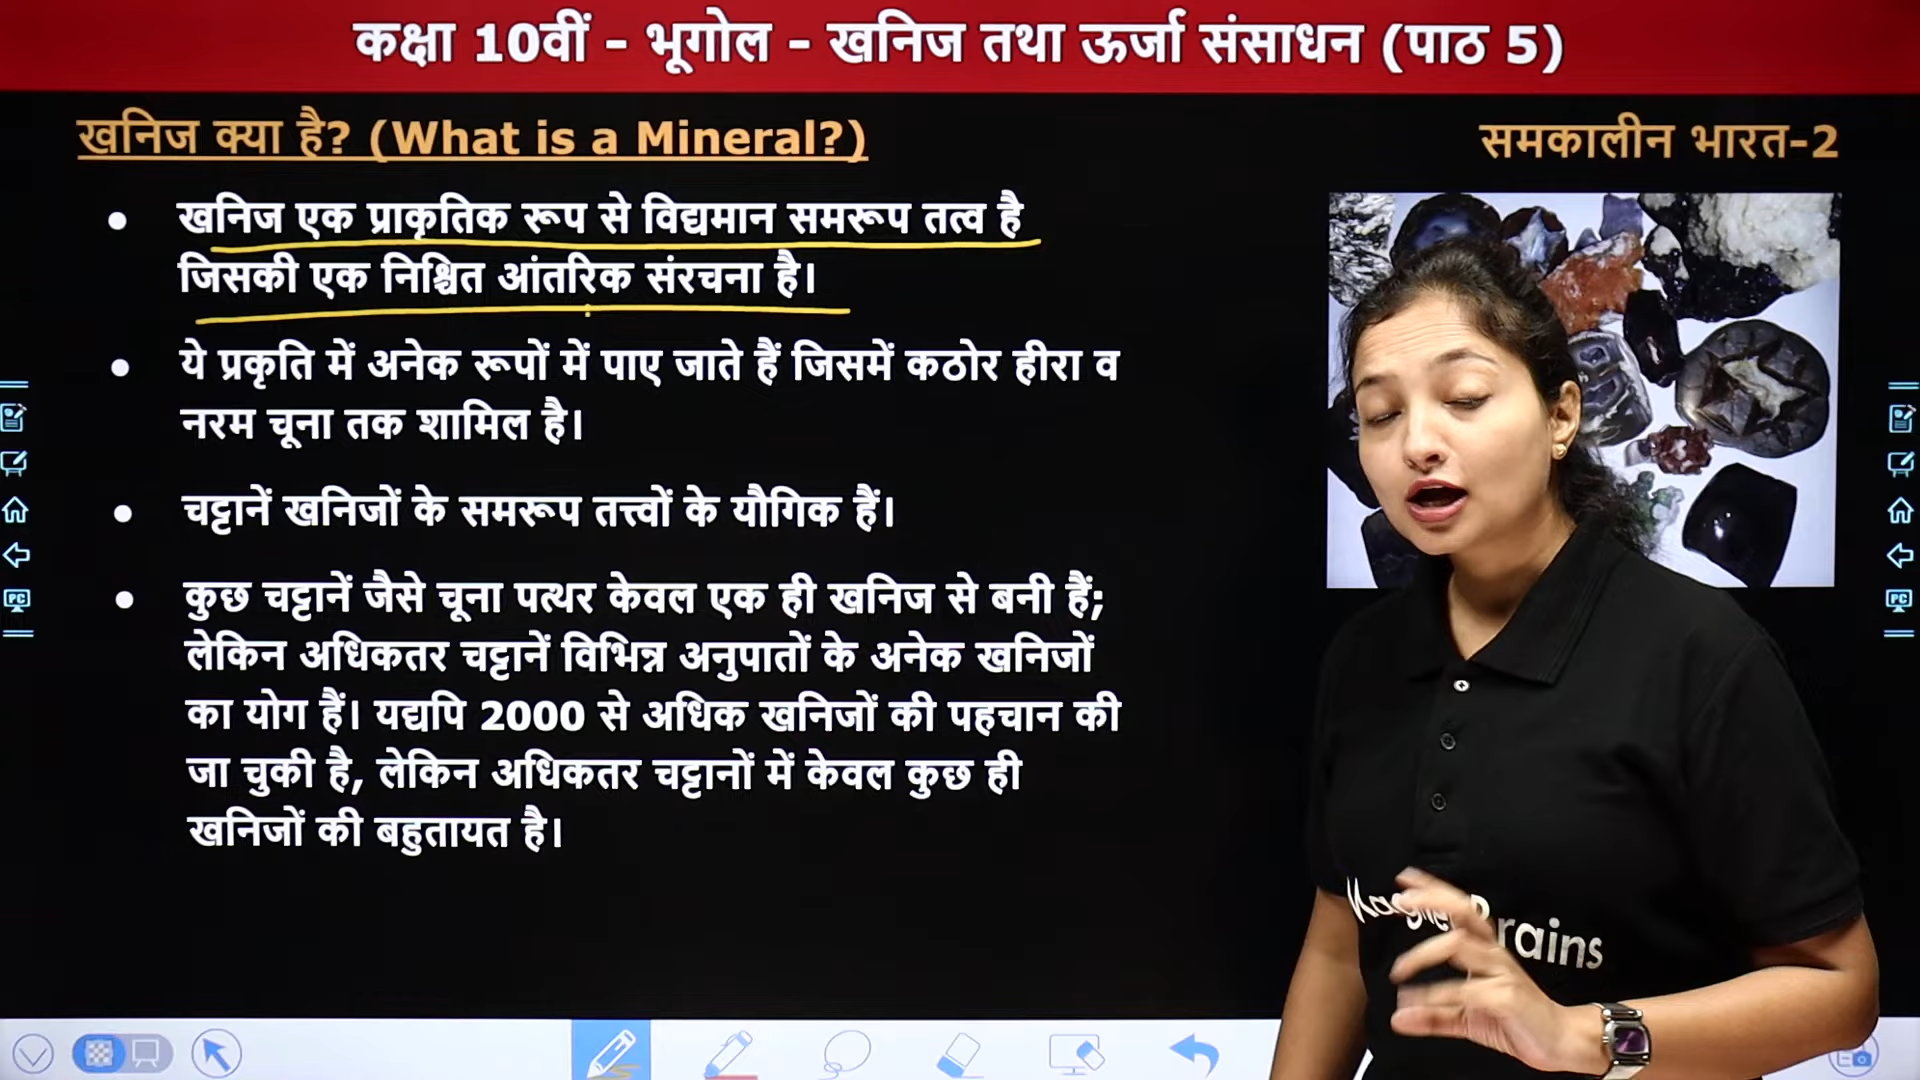 कक्षा 10वीं - भूगोल - खनिज तथा ऊर्जा संसाधन (पाठ 5)
खनिज क्या है? (What is a Mineral?)
समकालीन भारत-2
• खनिज एक प्राकृतिक रूप से विद्यमान समरूप तत्व है
जिसकी एक निश्चित आंतरिक संरचना है।
• ये प्रकृति में अनेक रूपों में पाए जाते हैं जिसमें कठोर हीरा व
नरम चूना तक शामिल है।
• चट्टानें खनिजों के समरूप तत्त्वों के यौगिक हैं।
• कुछ चट्टानें जैसे चूना पत्थर केवल एक ही खनिज से बनी हैं;
लेकिन अधिकतर चट्टानें विभिन्न अनुपातों के अनेक खनिजों
का योग हैं। यद्यपि 2000 से अधिक खनिजों की पहचान की
जा चुकी है, लेकिन अधिकतर चट्टानों में केवल कुछ ही
खनिजों की बहुतायत है।
PC
PC